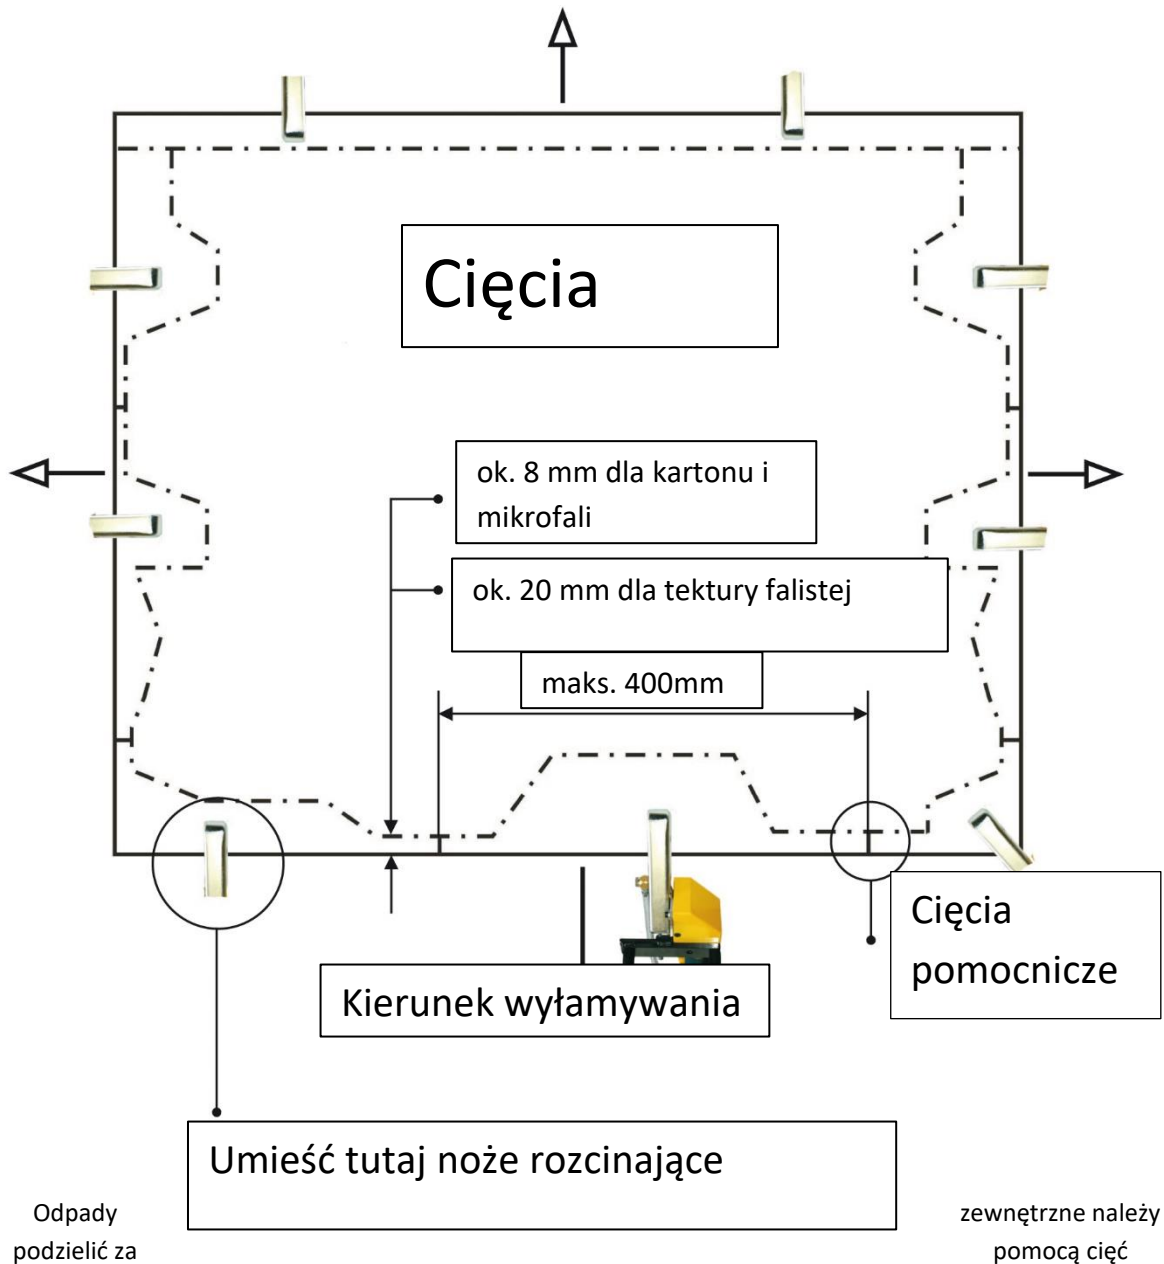 Cięcia
ok. 8 mm dla kartonu i
mikrofali
ok. 20 mm dla tektury falistej
maks. 400mm
Cięcia
pomocnicze
Kierunek wyłamywania
Umieść tutaj noże rozcinające
Odpady zewnętrzne należy
podzielić za pomocą cięć